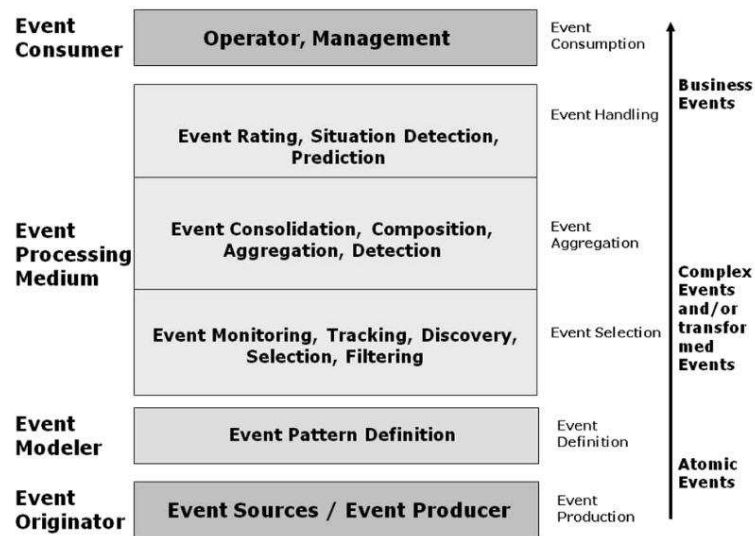 Event
Consumer
Operator, Management
Event
Consumption
Business
Events
Event Rating, Situation Detection,
Prediction
Event Handling
Event
Processing
Medium
Event Consolidation, Composition,
Aggregation, Detection
Event
Aggregation
Complex
Events
and/or
transfor
med
Events
Event Monitoring, Tracking, Discovery,
Selection, Filtering
Event Selection
Event
Modeler
Event Pattern Definition
Event
Definition
Atomic
Events
Event
Originator
Event Sources / Event Producer
Event
Production